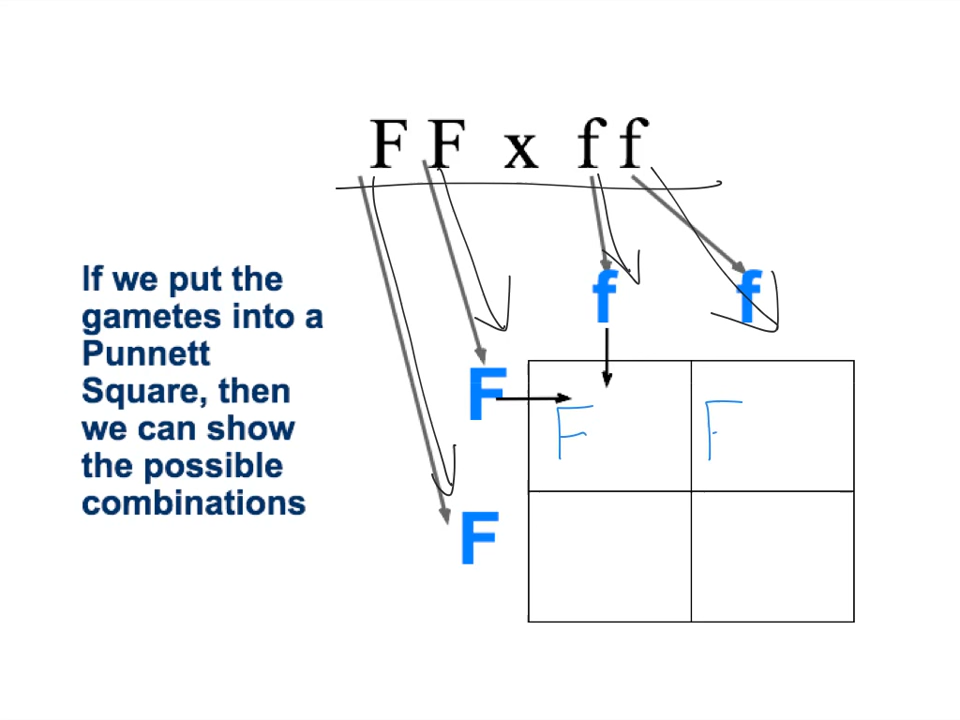 F F x f f
If we put the
gametes into a
Punnett
Square, then
we can show
the possible
combinations
f f
F
F F
F